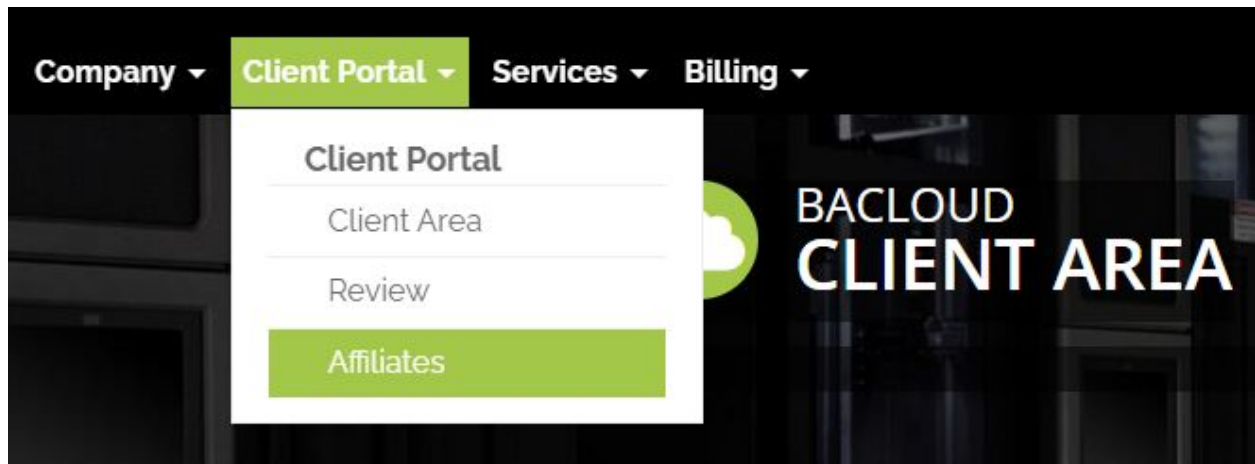 Company Client Portal Services Billing
Client Portal
Client Area
Review
Affiliates
BACLOUD
CLIENT AREA